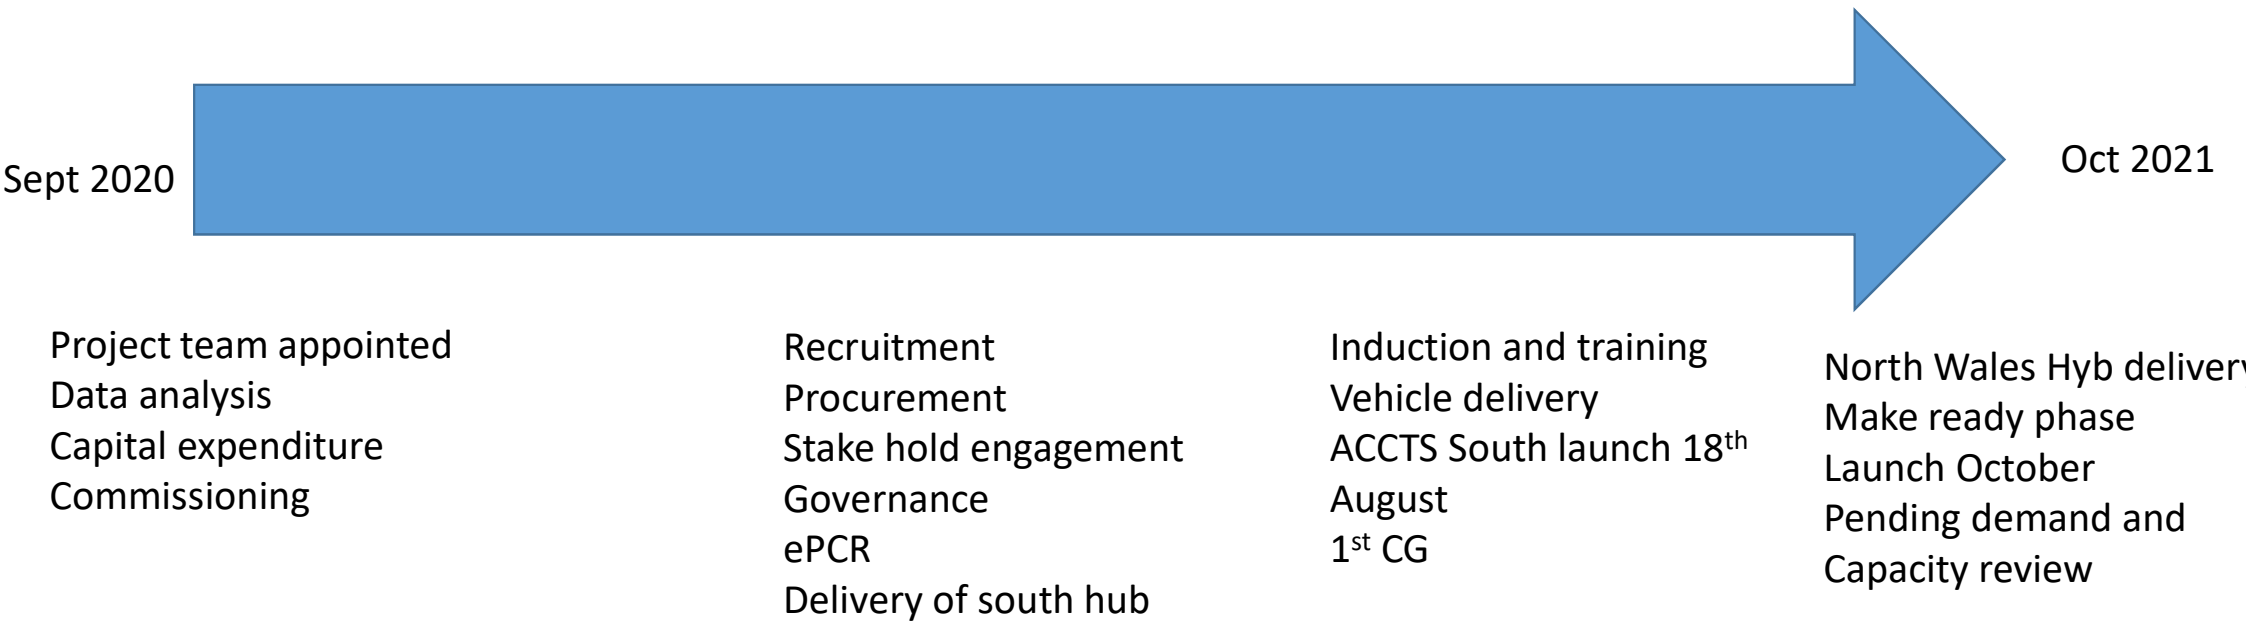 Sept 2020
Oct 2021
Project team appointed
Data analysis
Capital expenditure
Commissioning
Recruitment
Procurement
Stake hold engagement
Governance
ePCR
Delivery of south hub
Induction and training
Vehicle delivery
ACCTS South launch 18th
August
1st CG
North Wales Hyb delivery
Make ready phase
Launch October
Pending demand and
Capacity review